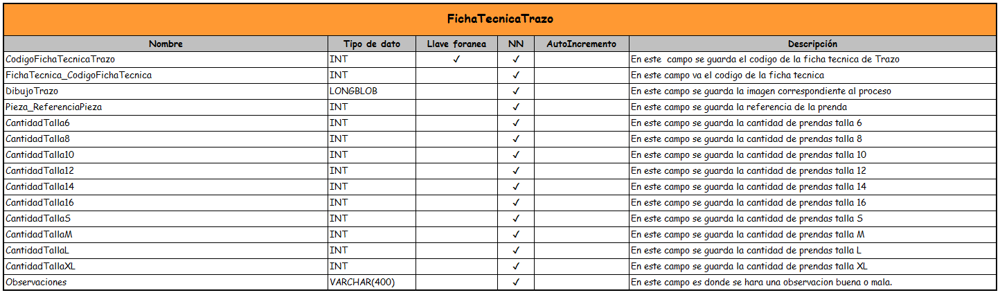 FichaTecnicaTrazo
Nombre Tipo de dato Llave foranea NN AutoIncremento Descripción
CodigoFichaTecnicaTrazo INT ✓ ✓ En este campo se guarda el codigo de la ficha tecnica de Trazo
FichaTecnica_CodigoFichaTecnica INT ✓ En este campo va el codigo de la ficha tecnica
DibujoTrazo LONGBLOB ✓ En este campo se guarda la imagen correspondiente al proceso
Pieza_ReferenciaPieza INT ✓ En este campo se guarda la referencia de la prenda
CantidadTalla6 INT ✓ En este campo se guarda la cantidad de prendas talla 6
CantidadTalla8 INT ✓ En este campo se guarda la cantidad de prendas talla 8
CantidadTalla10 INT ✓ En este campo se guarda la cantidad de prendas talla 10
CantidadTalla12 INT ✓ En este campo se guarda la cantidad de prendas talla 12
CantidadTalla14 INT ✓ En este campo se guarda la cantidad de prendas talla 14
CantidadTalla16 INT ✓ En este campo se guarda la cantidad de prendas talla 16
CantidadTallaS INT ✓ En este campo se guarda la cantidad de prendas talla S
CantidadTallaM INT ✓ En este campo se guarda la cantidad de prendas talla M
CantidadTallaL INT ✓ En este campo se guarda la cantidad de prendas talla L
CantidadTallaXL INT ✓ En este campo se guarda la cantidad de prendas talla XL
Observaciones VARCHAR(400) ✓ En este campo es donde se hara una observacion buena o mala.